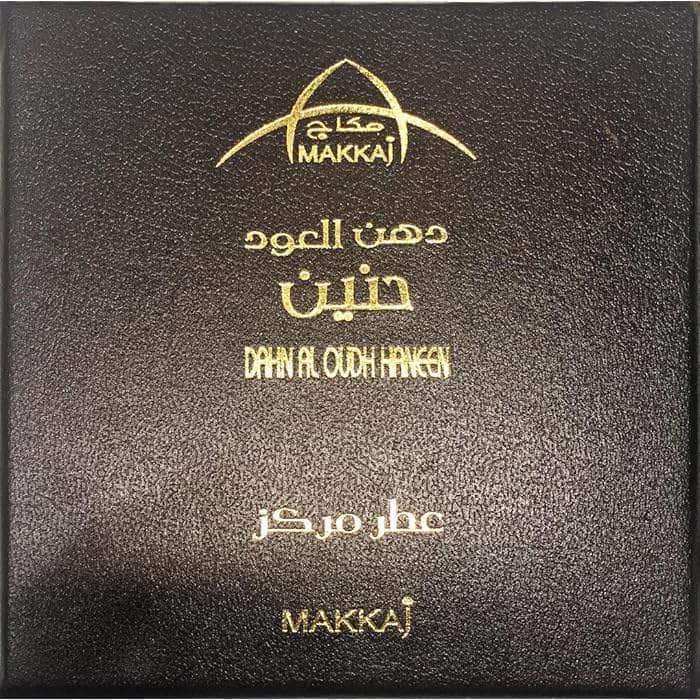 مكاج
MAKKAJ
دهن العود
حنين
DAHN AL OUDH HANEEN
عطر مركز
MAKKAJ